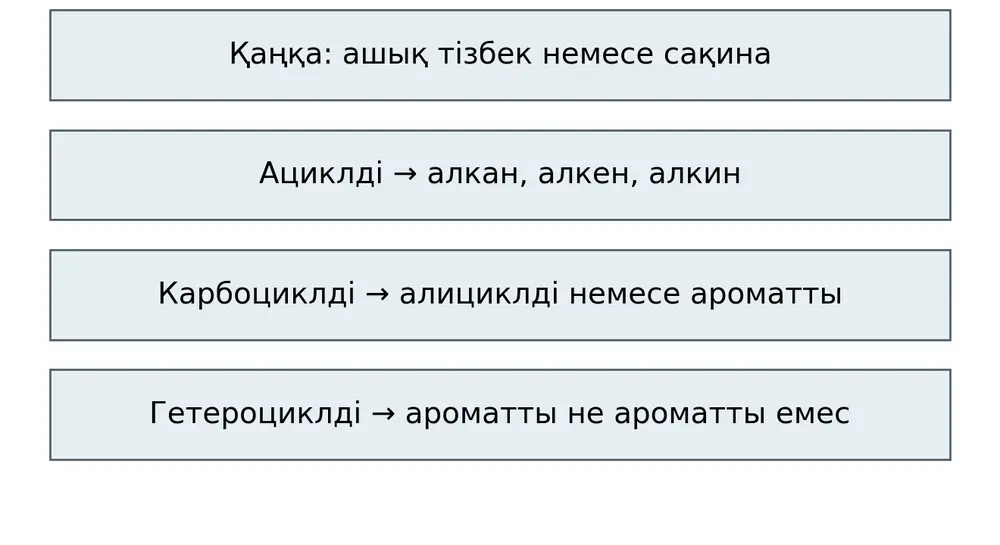 Қаңқа: ашық тізбек немесе сақина
Ациклді → алкан, алкен, алкин
Карбоциклді → алициклді немесе ароматты
Гетероциклді → ароматты не ароматты емес